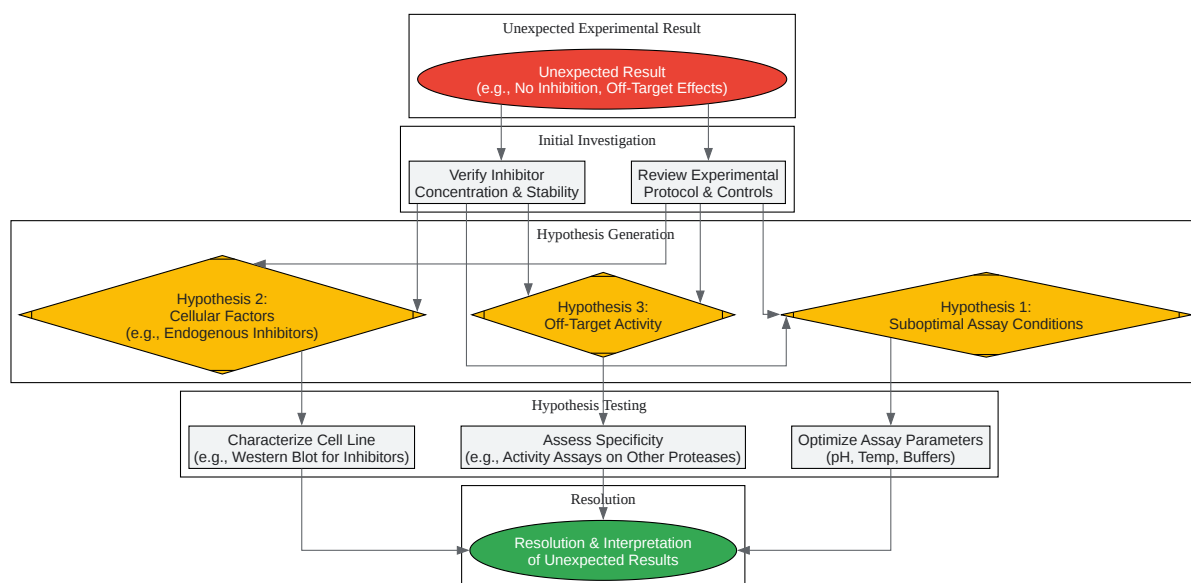 Unexpected Experimental Result
Unexpected Result
(e.g., No Inhibition, Off-Target Effects)
Initial Investigation
Verify Inhibitor
Concentration & Stability
Review Experimental
Protocol & Controls
Hypothesis Generation
Hypothesis 2:
Cellular Factors
(e.g., Endogenous Inhibitors)
Hypothesis 3:
Off-Target Activity
Hypothesis 1:
Suboptimal Assay Conditions
Hypothesis Testing
Characterize Cell Line
(e.g., Western Blot for Inhibitors)
Assess Specificity
(e.g., Activity Assays on Other Proteases)
Optimize Assay Parameters
(pH, Temp, Buffers)
Resolution
Resolution & Interpretation
of Unexpected Results